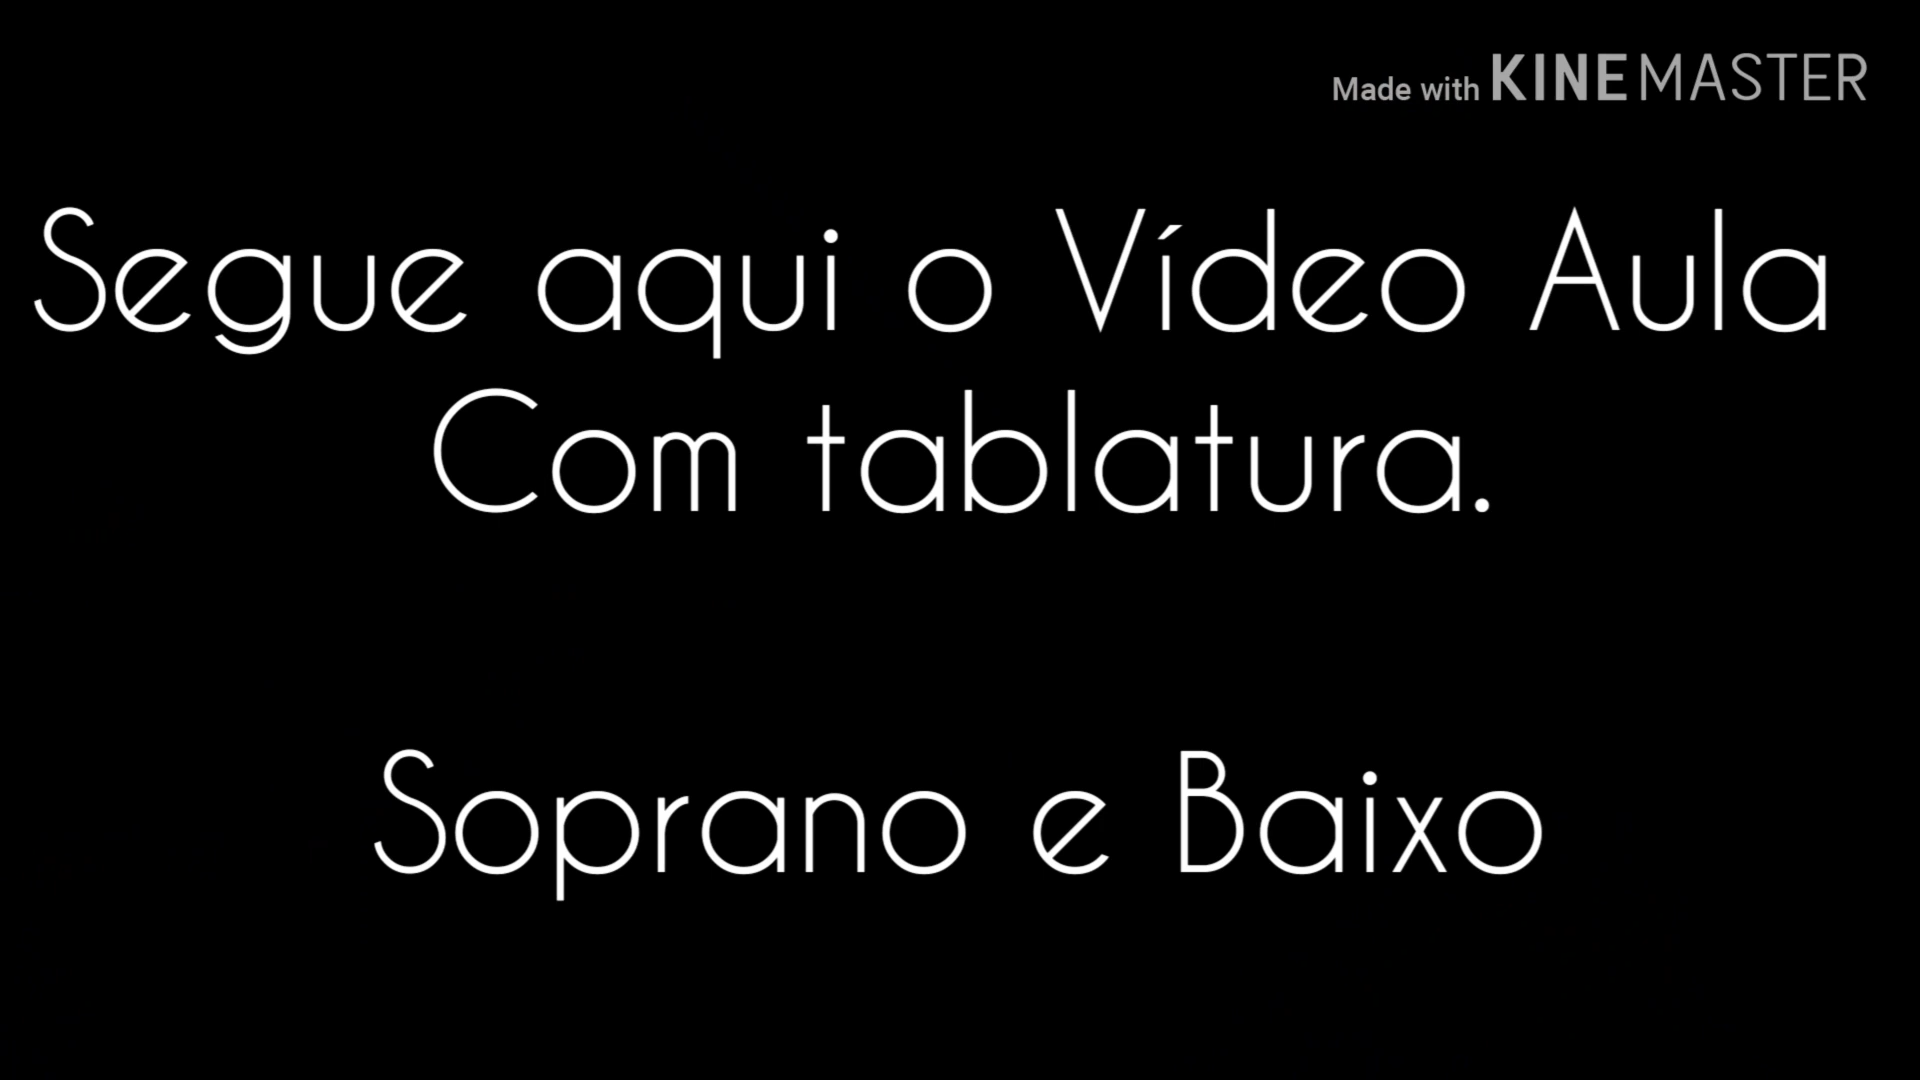 Made with KINEMASTER
Segue aqui o Vídeo Aula
Com tablatura.
Soprano e Baixo